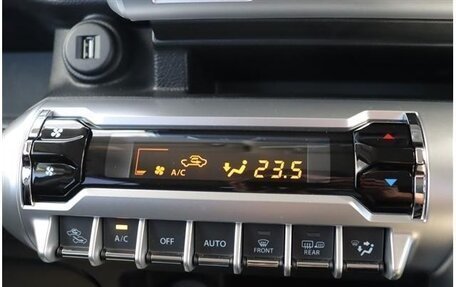 A/C 23.5
A/C OFF AUTO FRONT REAR